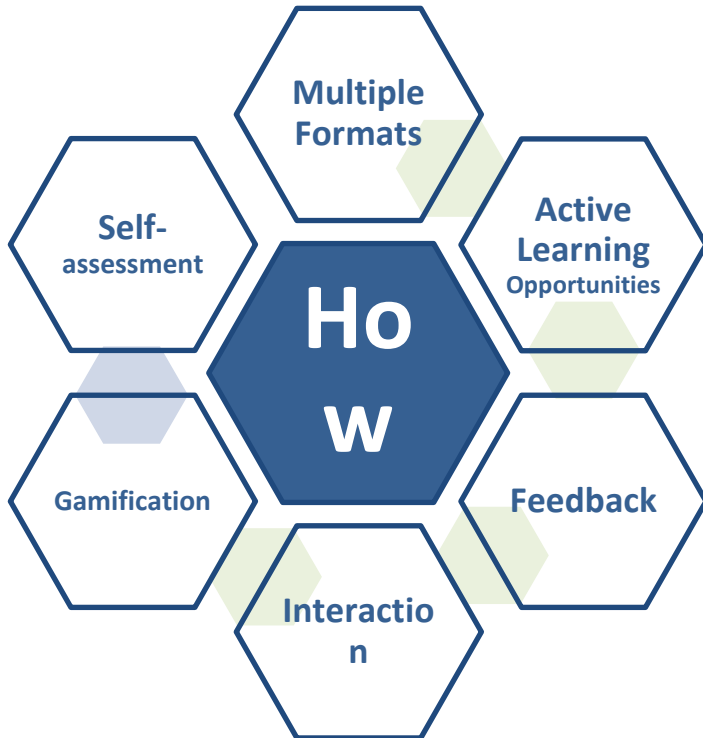 Multiple
Formats
Active
Learning
Opportunities
Self-
assessment
Ho
w
Feedback
Gamification
Interactio
n